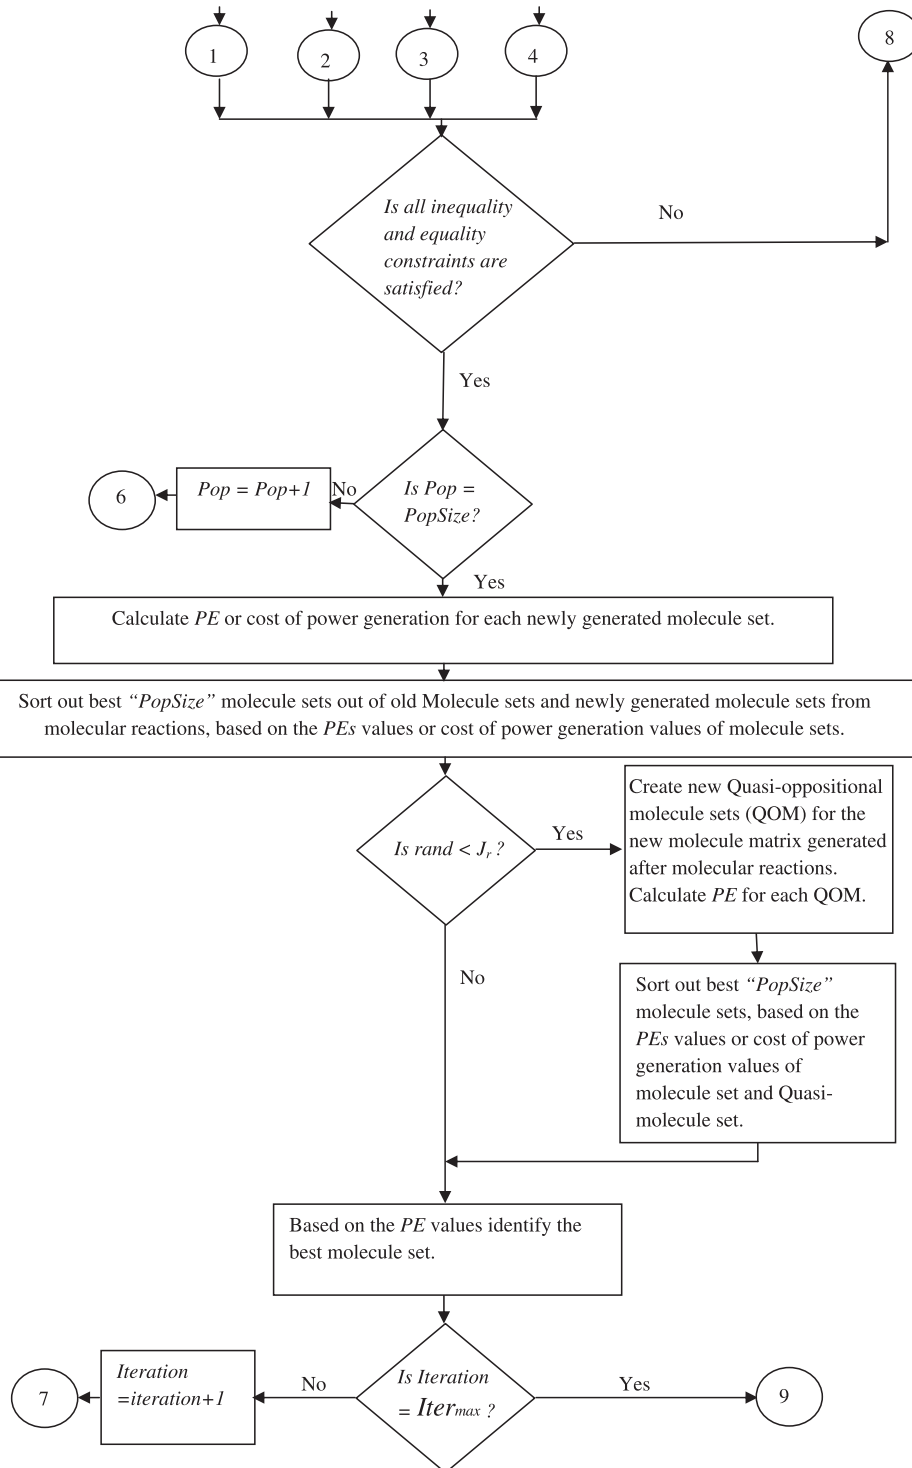 1
2
3
4
8
Is all inequality
and equality
constraints are
satisfied?
No
Yes
6
Pop = Pop+1
No
Is Pop =
PopSize?
Yes
Calculate PE or cost of power generation for each newly generated molecule set.
Sort out best “PopSize” molecule sets out of old Molecule sets and newly generated molecule sets from
molecular reactions, based on the PEs values or cost of power generation values of molecule sets.
Is rand < Jr ?
Yes
Create new Quasi-oppositional
molecule sets (QOM) for the
new molecule matrix generated
after molecular reactions.
Calculate PE for each QOM.
No
Sort out best “PopSize”
molecule sets, based on the
PEs values or cost of power
generation values of
molecule set and Quasi-
molecule set.
Based on the PE values identify the
best molecule set.
7
Iteration
=iteration+1
No
Is Iteration
= Itermax ?
Yes
9